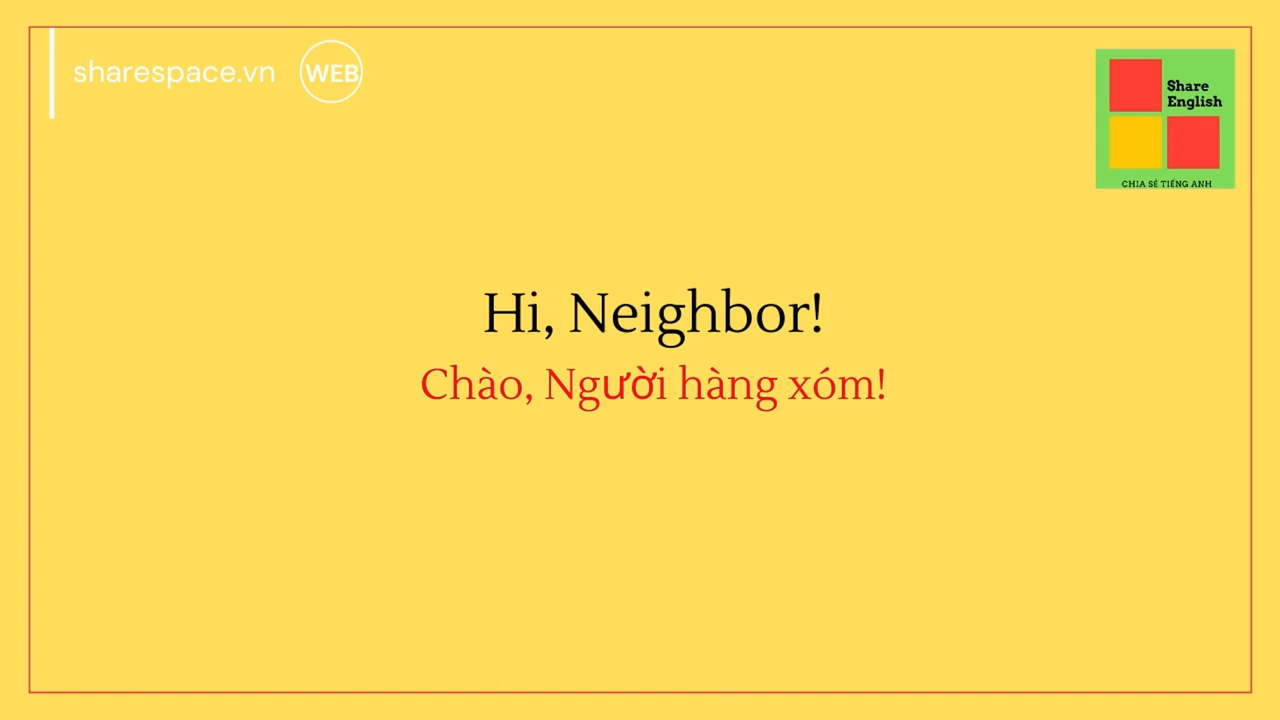 sharespace.vn WEB
Share
English
CHIA SẺ TIẾNG ANH
Hi, Neighbor!
Chào, Người hàng xóm!